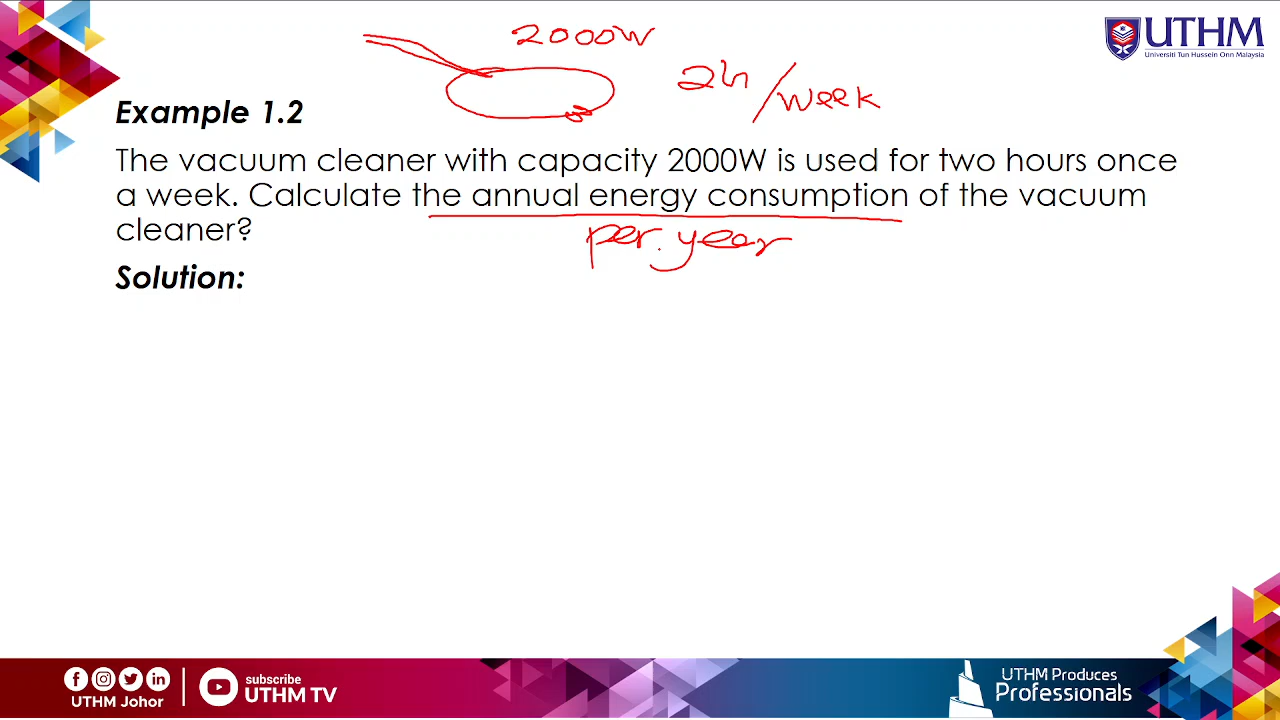 2000W
2h/week
UTHM
Universiti Tun Hussein Onn Malaysia
Example 1.2
The vacuum cleaner with capacity 2000W is used for two hours once
a week. Calculate the annual energy consumption of the vacuum
cleaner?
per.year
Solution:
UTHM Johor
subscribe
UTHM TV
UTHM Produces
Professionals